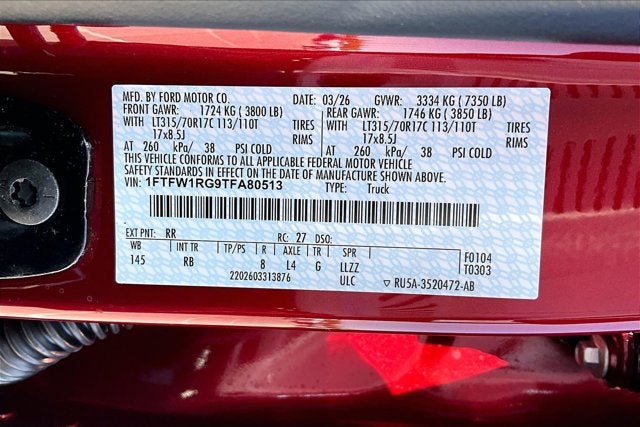 MFD. BY FORD MOTOR CO. DATE: 03/26 GVWR: 3334 KG ( 7350 LB)
FRONT GAWR: 1724 KG ( 3800 LB) REAR GAWR: 1746 KG ( 3850 LB)
WITH LT315/70R17C 113/110T TIRES WITH LT315/70R17C 113/110T TIRES
17x8.5J RIMS 17x8.5J RIMS
AT 260 kPa/ 38 PSI COLD AT 260 kPa/ 38 PSI COLD
THIS VEHICLE CONFORMS TO ALL APPLICABLE FEDERAL MOTOR VEHICLE
SAFETY STANDARDS IN EFFECT ON THE DATE OF MANUFACTURE SHOWN ABOVE.
VIN: 1FTFW1RG9TFA80513 TYPE: Truck
EXT PNT: RR RC: 27 DSO:
WB INT TR TP/PS R AXLE TR SPR F0104
145 RB 8 L4 G LLZZ T0303
2202603313876 ULC ▽ RU5A-3520472-AB